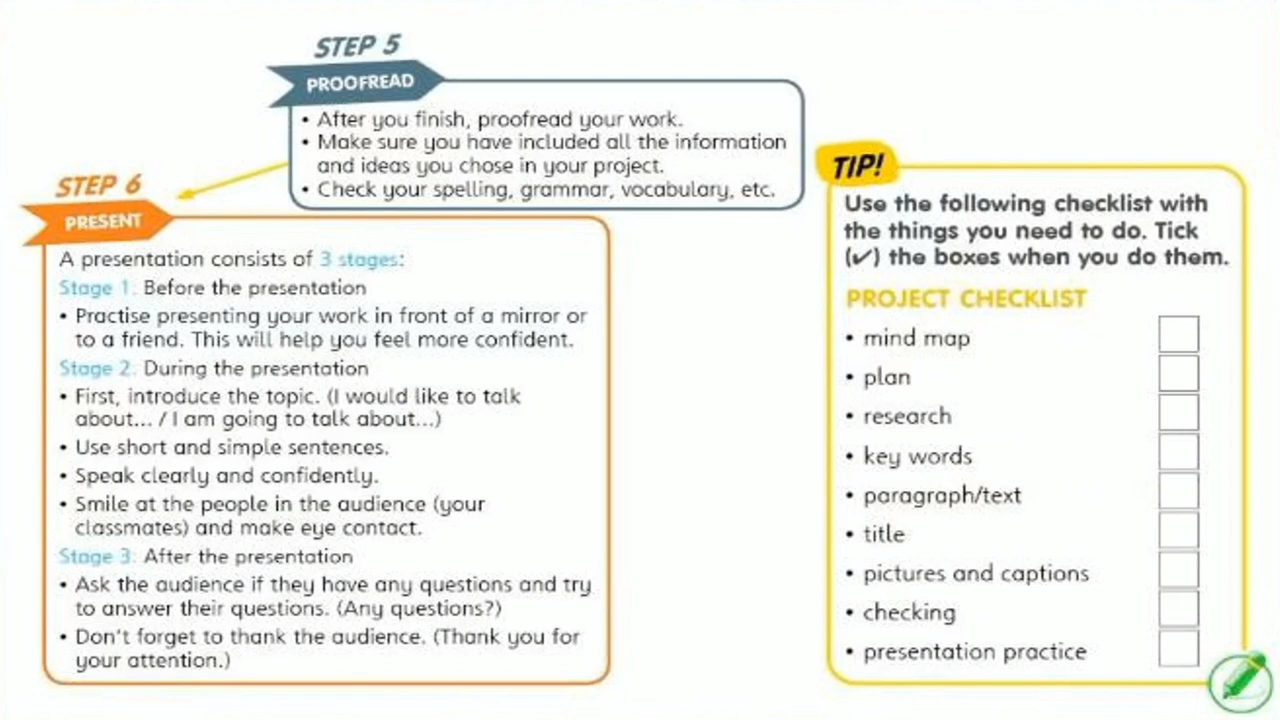 STEP 5
PROOFREAD
• After you finish, proofread your work.
• Make sure you have included all the information
and ideas you chose in your project.
• Check your spelling, grammar, vocabulary, etc.
STEP 6
PRESENT
A presentation consists of 3 stages:
Stage 1: Before the presentation
• Practise presenting your work in front of a mirror or
to a friend. This will help you feel more confident.
Stage 2: During the presentation
• First, introduce the topic. (I would like to talk
about... / I am going to talk about...)
• Use short and simple sentences.
• Speak clearly and confidently.
• Smile at the people in the audience (your
classmates) and make eye contact.
Stage 3: After the presentation
• Ask the audience if they have any questions and try
to answer their questions. (Any questions?)
• Don't forget to thank the audience. (Thank you for
your attention.)
TIP!
Use the following checklist with
the things you need to do. Tick
(✔) the boxes when you do them.
PROJECT CHECKLIST
• mind map
• plan
• research
• key words
• paragraph/text
• title
• pictures and captions
• checking
• presentation practice